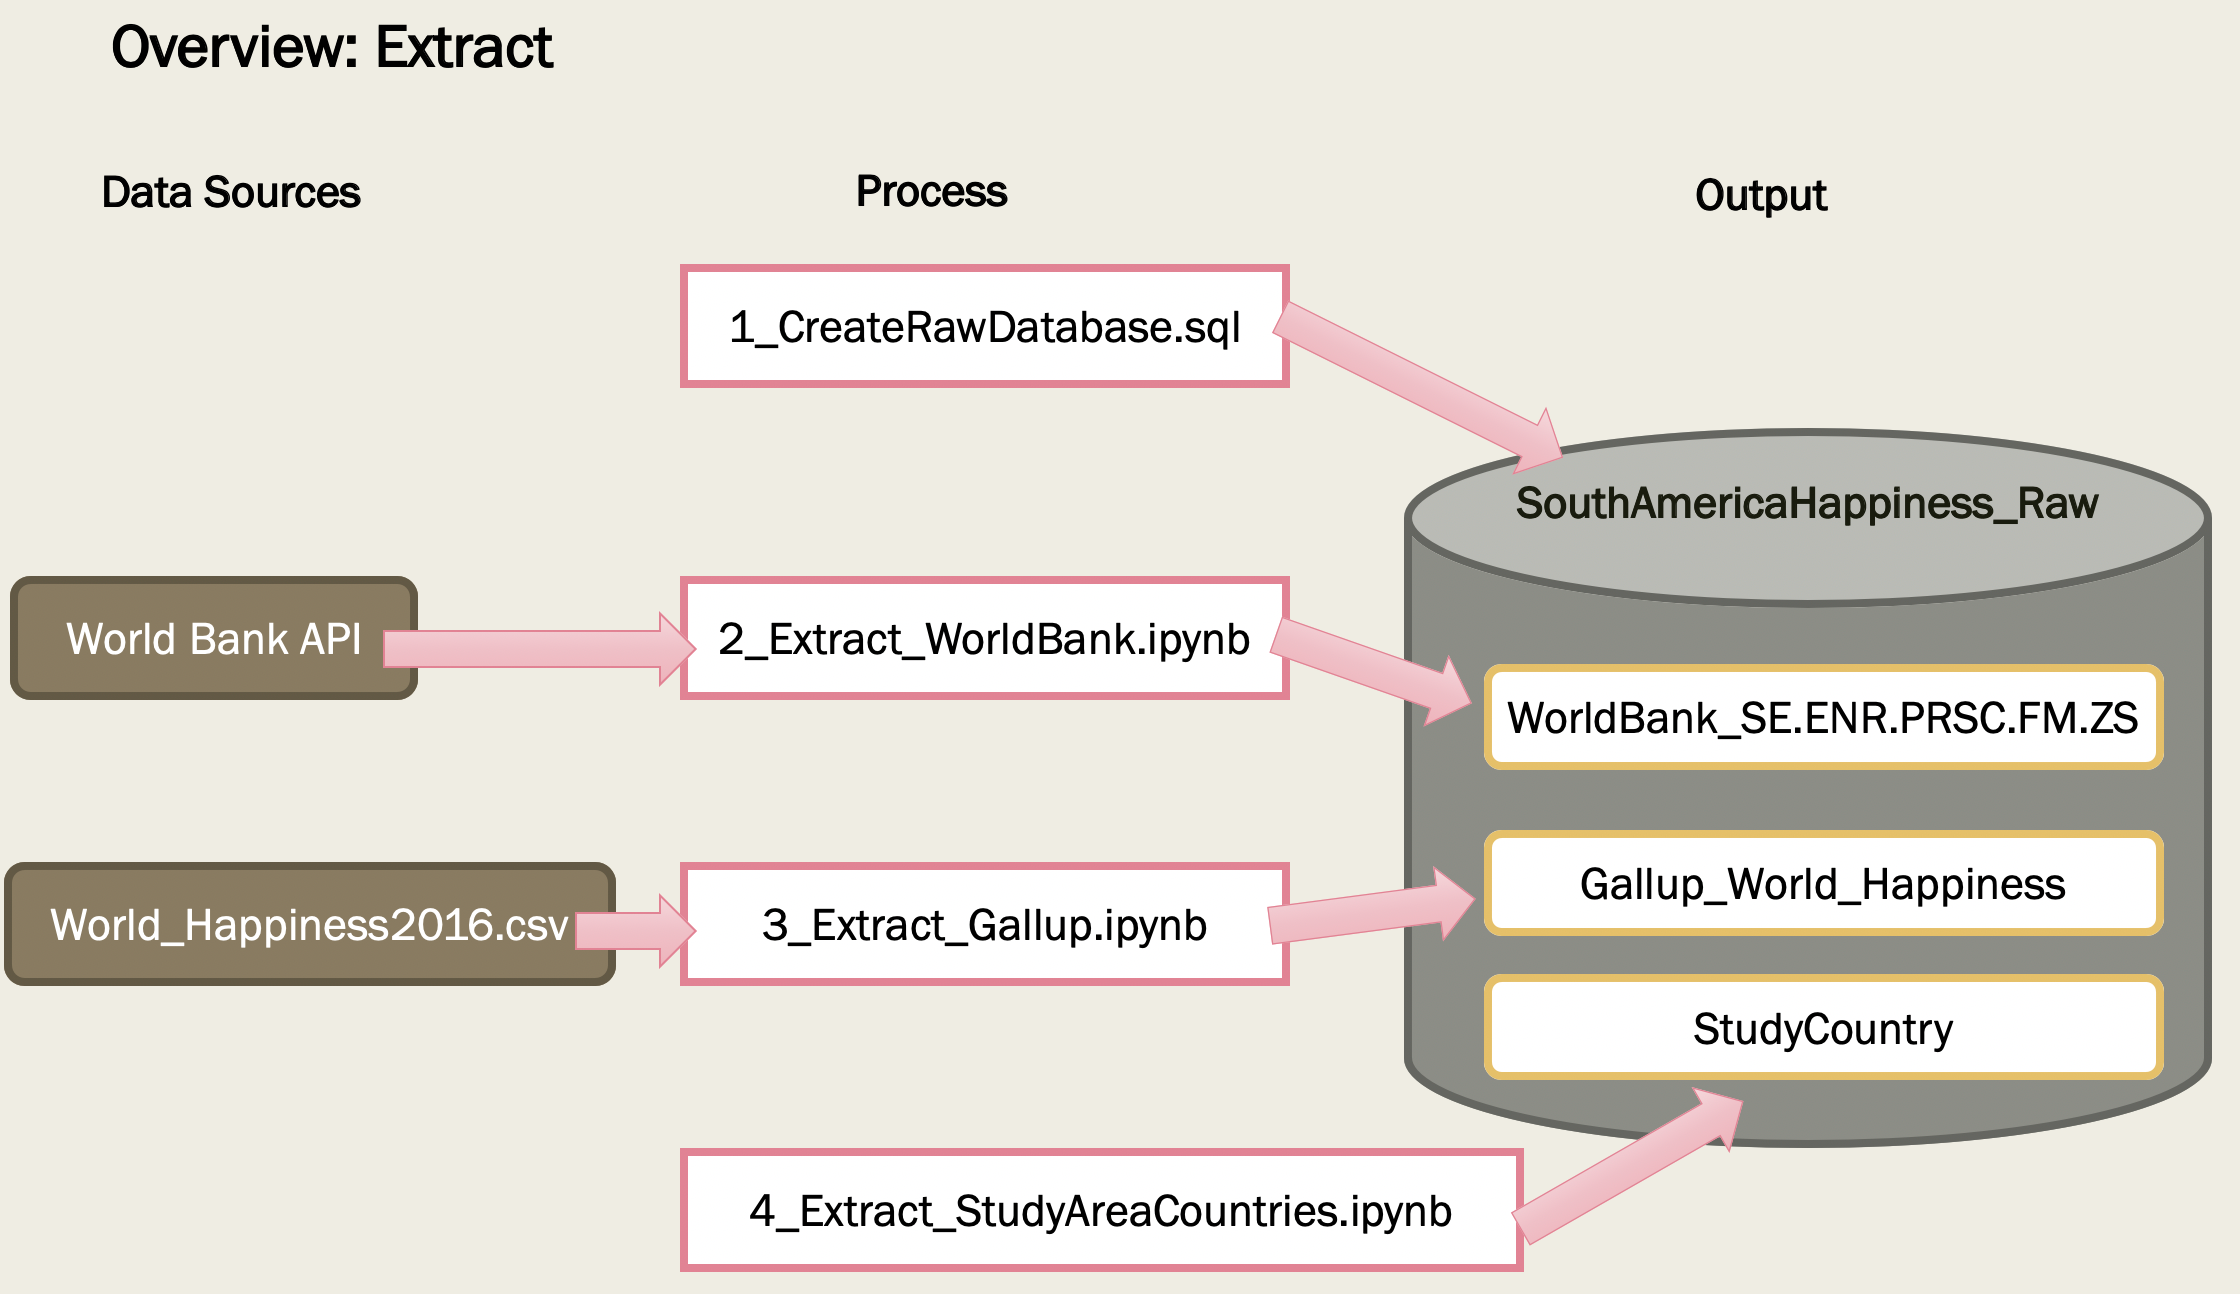 Overview: Extract
Data Sources
Process
Output
1_CreateRawDatabase.sql
SouthAmericaHappiness_Raw
World Bank API
2_Extract_WorldBank.ipynb
WorldBank_SE.ENR.PRSC.FM.ZS
World_Happiness2016.csv
3_Extract_Gallup.ipynb
Gallup_World_Happiness
StudyCountry
4_Extract_StudyAreaCountries.ipynb